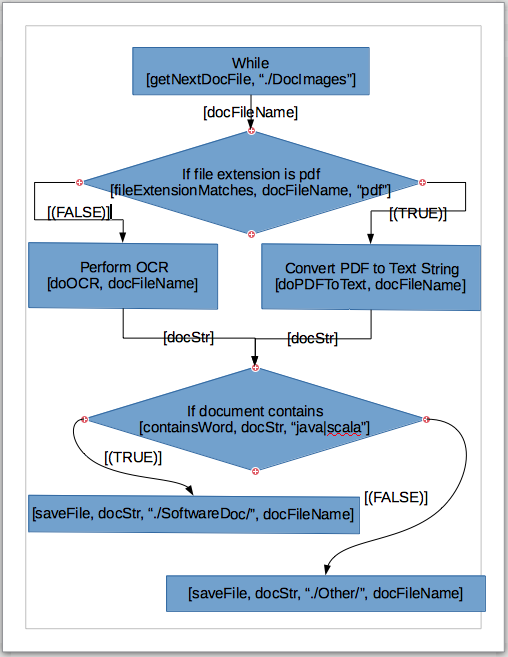 While
[getNextDocFile, “./DocImages”]
[docFileName]
If file extension is pdf
[fileExtensionMatches, docFileName, “pdf”]
[(FALSE)]
[(TRUE)]
Perform OCR
[doOCR, docFileName]
Convert PDF to Text String
[doPDFToText, docFileName]
[docStr]
[docStr]
If document contains
[containsWord, docStr, “java|scala”]
[(TRUE)]
[(FALSE)]
[saveFile, docStr, “./SoftwareDoc/”, docFileName]
[saveFile, docStr, “./Other/”, docFileName]